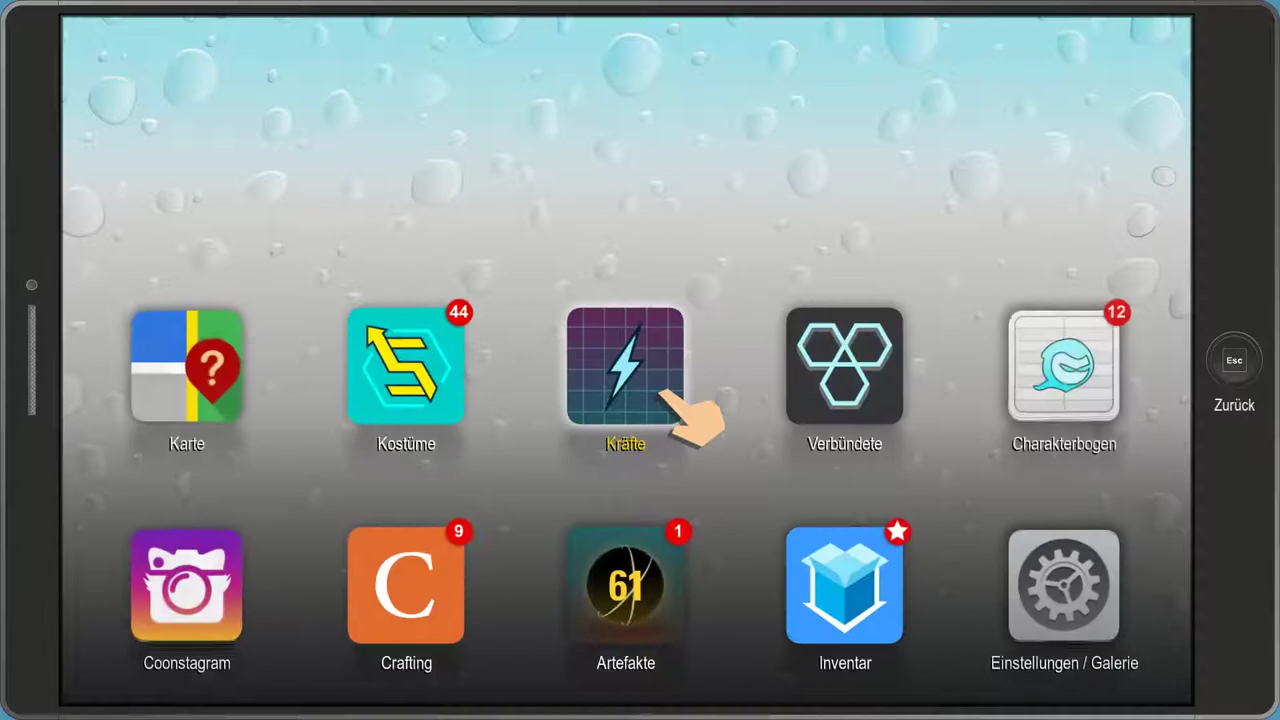 44
12
?
Esc
Zurück
Karte
Kostüme
Kräfte
Verbündete
Charakterbogen
9
1
C
61
Coonstagram
Crafting
Artefakte
Inventar
Einstellungen / Galerie